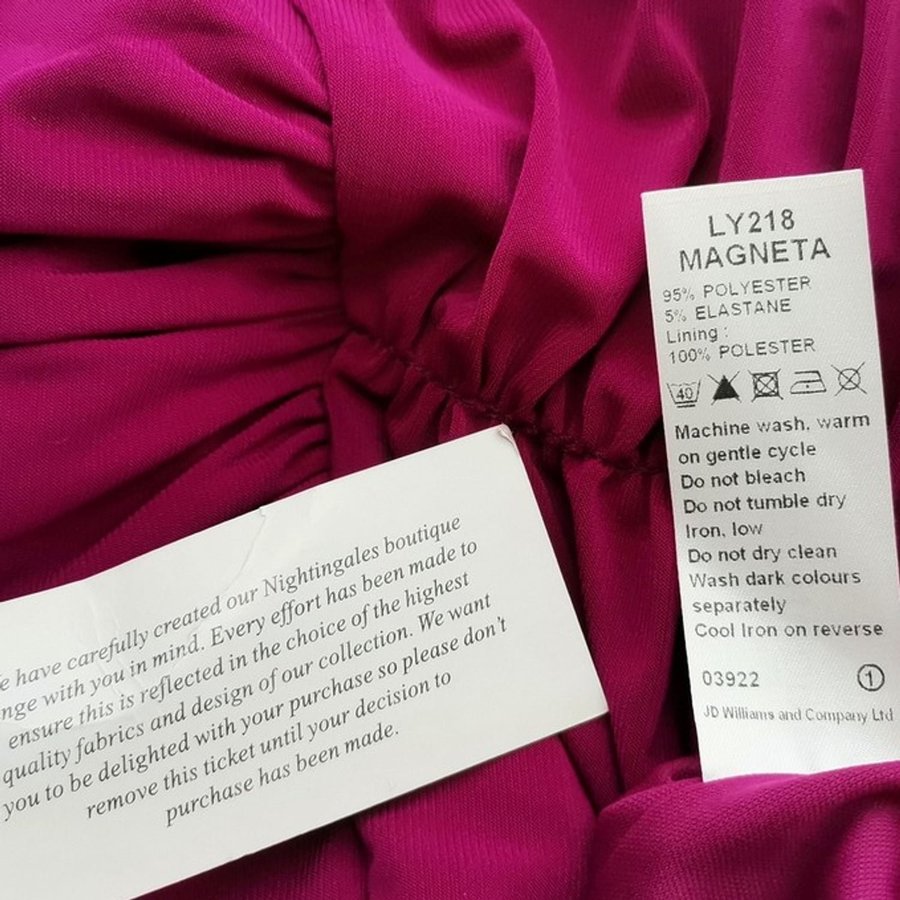 LY218
MAGNETA
95% POLYESTER
5% ELASTANE
Lining :
100% POLESTER
40
Machine wash, warm
on gentle cycle
Do not bleach
Do not tumble dry
Iron, low
Do not dry clean
Wash dark colours
separately
Cool Iron on reverse
03922 1
JD Williams and Company Ltd
e have carefully created our Nightingales boutique
nge with you in mind. Every effort has been made to
ensure this is reflected in the choice of the highest
quality fabrics and design of our collection. We want
you to be delighted with your purchase so please don't
remove this ticket until your decision to
purchase has been made.